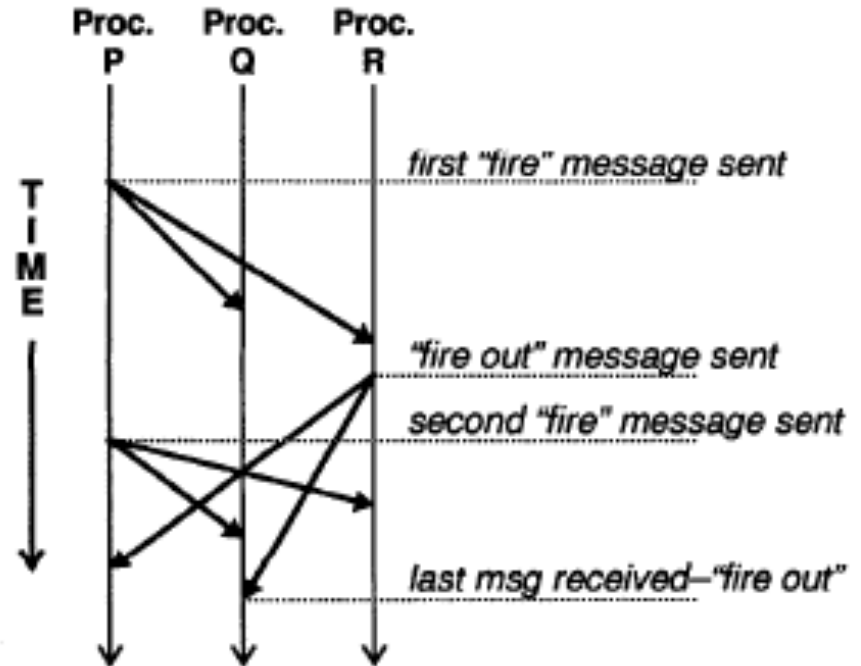 Proc. Proc. Proc.
P Q R
first “fire” message sent
TIME
“fire out” message sent
second “fire” message sent
last msg received–“fire out”